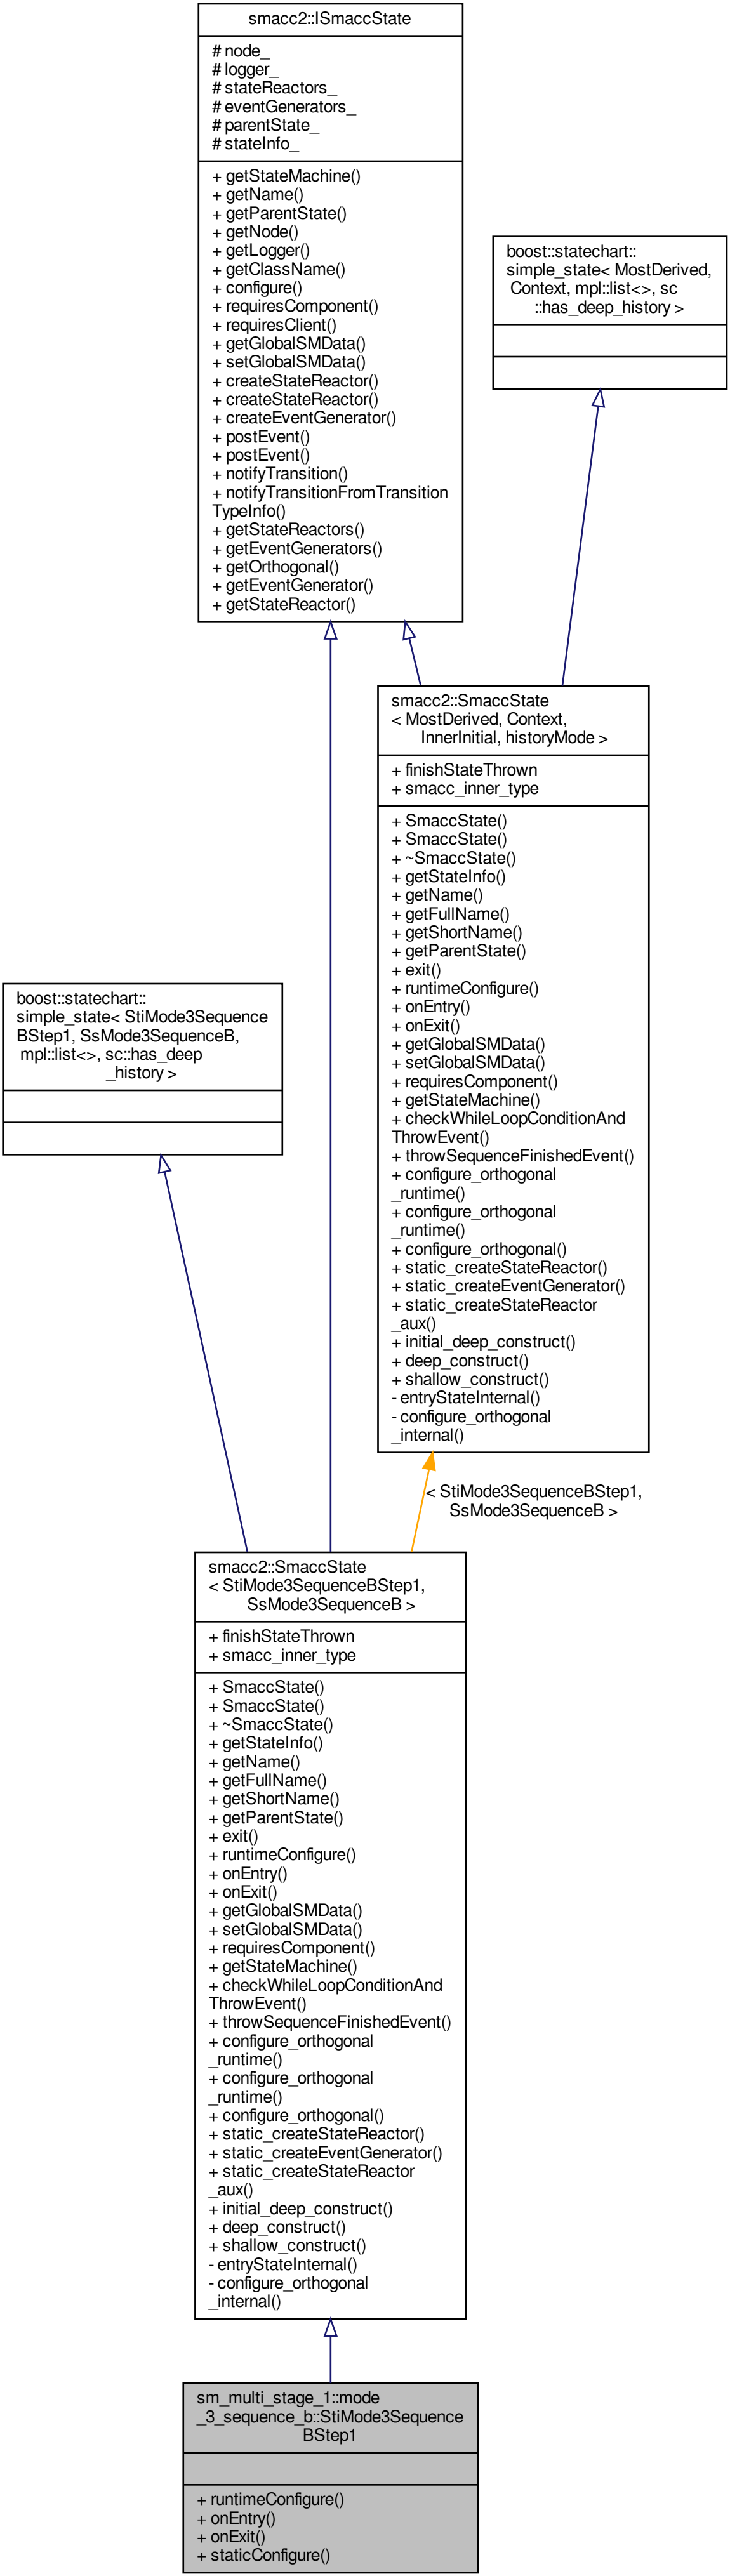 smacc2::ISmaccState
# node_
# logger_
# stateReactors_
# eventGenerators_
# parentState_
# stateInfo_
+ getStateMachine()
+ getName()
+ getParentState()
+ getNode()
+ getLogger()
+ getClassName()
+ configure()
+ requiresComponent()
+ requiresClient()
+ getGlobalSMData()
+ setGlobalSMData()
+ createStateReactor()
+ createStateReactor()
+ createEventGenerator()
+ postEvent()
+ postEvent()
+ notifyTransition()
+ notifyTransitionFromTransition
TypeInfo()
+ getStateReactors()
+ getEventGenerators()
+ getOrthogonal()
+ getEventGenerator()
+ getStateReactor()
boost::statechart::
simple_state< MostDerived,
Context, mpl::list<>, sc
::has_deep_history >
smacc2::SmaccState
< MostDerived, Context,
InnerInitial, historyMode >
+ finishStateThrown
+ smacc_inner_type
+ SmaccState()
+ SmaccState()
+ ~SmaccState()
+ getStateInfo()
+ getName()
+ getFullName()
+ getShortName()
+ getParentState()
+ exit()
+ runtimeConfigure()
+ onEntry()
+ onExit()
+ getGlobalSMData()
+ setGlobalSMData()
+ requiresComponent()
+ getStateMachine()
+ checkWhileLoopConditionAnd
ThrowEvent()
+ throwSequenceFinishedEvent()
+ configure_orthogonal
_runtime()
+ configure_orthogonal
_runtime()
+ configure_orthogonal()
+ static_createStateReactor()
+ static_createEventGenerator()
+ static_createStateReactor
_aux()
+ initial_deep_construct()
+ deep_construct()
+ shallow_construct()
- entryStateInternal()
- configure_orthogonal
_internal()
boost::statechart::
simple_state< StiMode3Sequence
BStep1, SsMode3SequenceB,
mpl::list<>, sc::has_deep
_history >
< StiMode3SequenceBStep1,
SsMode3SequenceB >
smacc2::SmaccState
< StiMode3SequenceBStep1,
SsMode3SequenceB >
+ finishStateThrown
+ smacc_inner_type
+ SmaccState()
+ SmaccState()
+ ~SmaccState()
+ getStateInfo()
+ getName()
+ getFullName()
+ getShortName()
+ getParentState()
+ exit()
+ runtimeConfigure()
+ onEntry()
+ onExit()
+ getGlobalSMData()
+ setGlobalSMData()
+ requiresComponent()
+ getStateMachine()
+ checkWhileLoopConditionAnd
ThrowEvent()
+ throwSequenceFinishedEvent()
+ configure_orthogonal
_runtime()
+ configure_orthogonal
_runtime()
+ configure_orthogonal()
+ static_createStateReactor()
+ static_createEventGenerator()
+ static_createStateReactor
_aux()
+ initial_deep_construct()
+ deep_construct()
+ shallow_construct()
- entryStateInternal()
- configure_orthogonal
_internal()
sm_multi_stage_1::mode
_3_sequence_b::StiMode3Sequence
BStep1
+ runtimeConfigure()
+ onEntry()
+ onExit()
+ staticConfigure()